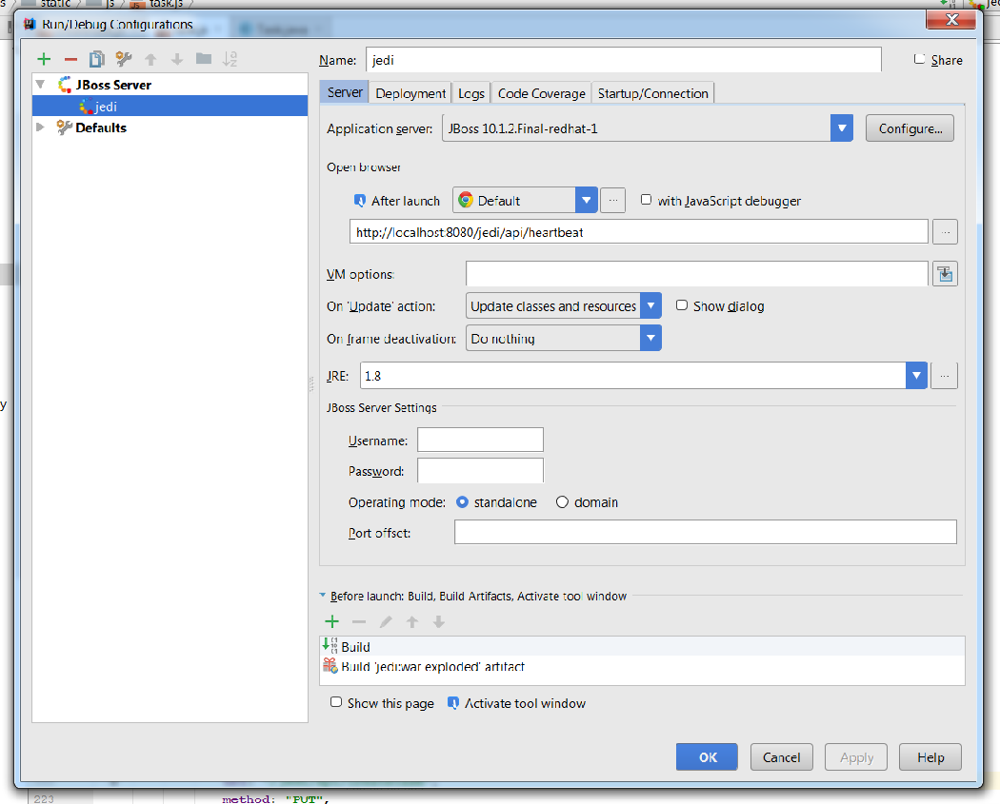 static js task.js
Run/Debug Configurations
JBoss Server
jedi
Defaults
Name: jedi Share
Server Deployment Logs Code Coverage Startup/Connection
Application server: JBoss 10.1.2.Final-redhat-1 Configure...
Open browser
After launch Default ... with JavaScript debugger
http://localhost:8080/jedi/api/heartbeat ...
VM options:
On 'Update' action: Update classes and resources Show dialog
On frame deactivation: Do nothing
JRE: 1.8 ...
JBoss Server Settings
Username:
Password:
Operating mode: standalone domain
Port offset:
Before launch: Build, Build Artifacts, Activate tool window
Build
Build 'jedi:war exploded' artifact
Show this page Activate tool window
OK Cancel Apply Help
223 method: "PUT",